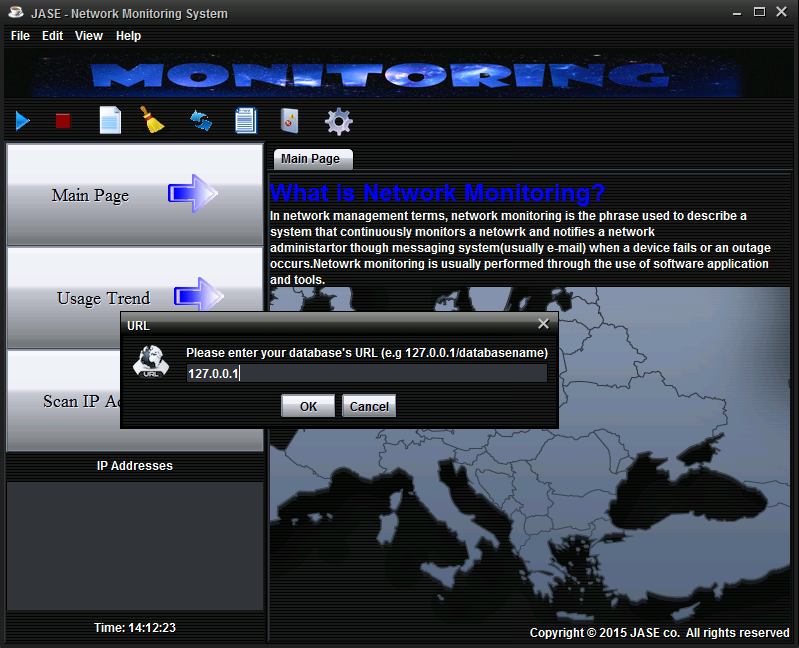 JASE - Network Monitoring System
File Edit View Help
MONITORING
Main Page
Main Page
What Is Network Monitoring?
In network management terms, network monitoring is the phrase used to describe a
system that continuously monitors a netowrk and notifies a network
administartor though messaging system(usually e-mail) when a device fails or an outage
occurs.Netowrk monitoring is usually performed through the use of software application
and tools.
Usage Trend
URL
Please enter your database's URL (e.g 127.0.0.1/databasename)
URL
127.0.0.1
OK Cancel
Scan IP Ad
IP Addresses
Time: 14:12:23
Copyright © 2015 JASE co. All rights reserved